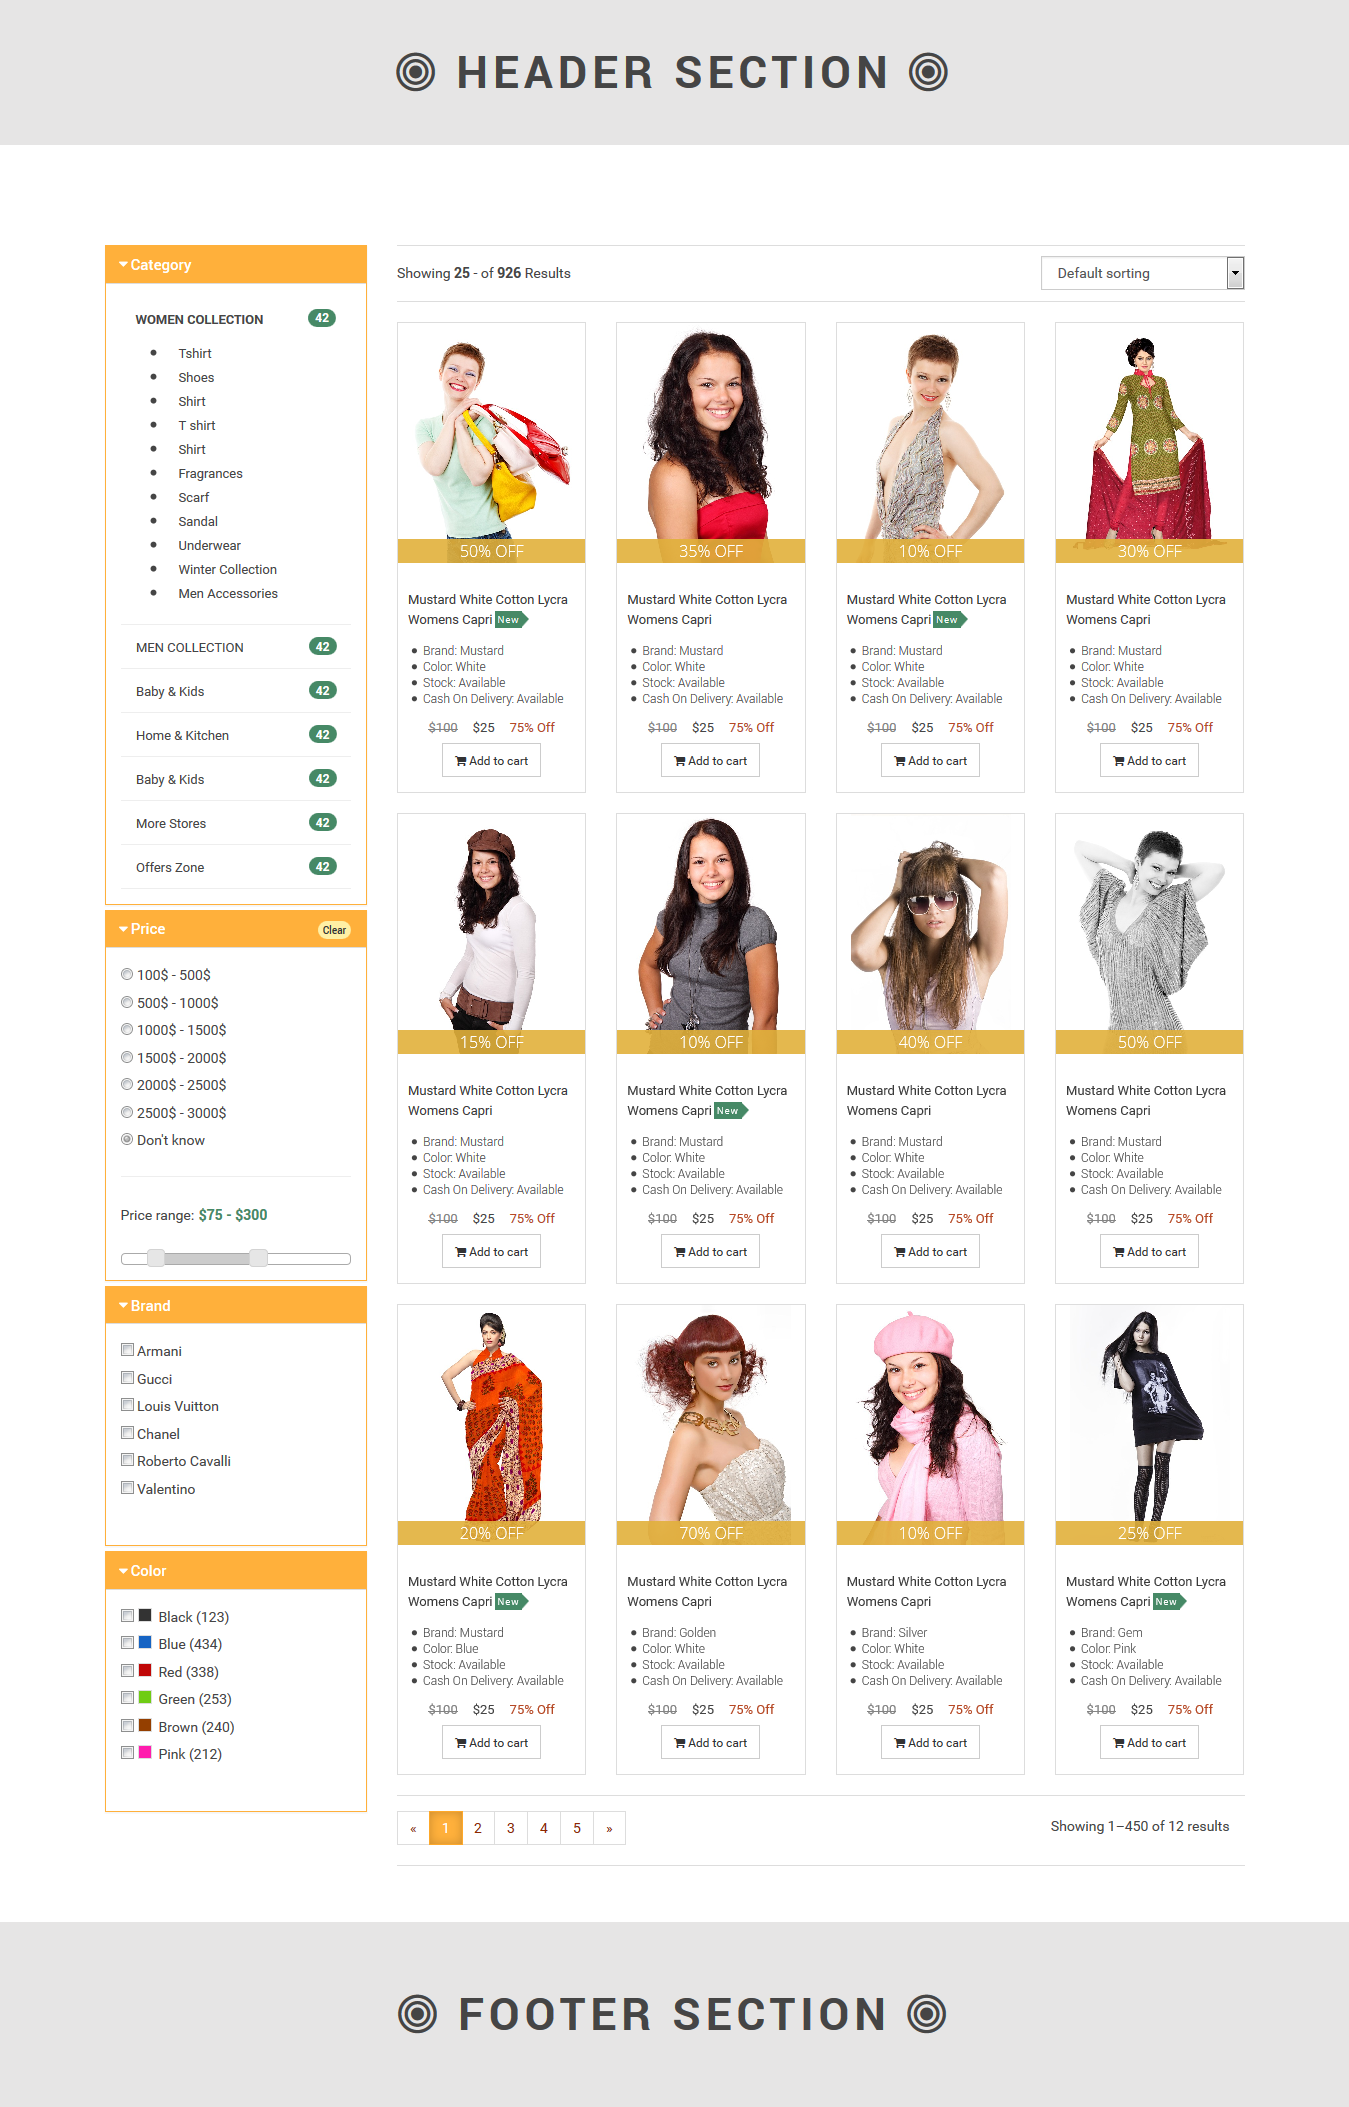 HEADER SECTION
Category
WOMEN COLLECTION 42
Tshirt
Shoes
Shirt
T shirt
Shirt
Fragrances
Scarf
Sandal
Underwear
Winter Collection
Men Accessories
MEN COLLECTION 42
Baby & Kids 42
Home & Kitchen 42
Baby & Kids 42
More Stores 42
Offers Zone 42
Price Clear
100$ - 500$
500$ - 1000$
1000$ - 1500$
1500$ - 2000$
2000$ - 2500$
2500$ - 3000$
Don't know
Price range: $75 - $300
Brand
Armani
Gucci
Louis Vuitton
Chanel
Roberto Cavalli
Valentino
Color
Black (123)
Blue (434)
Red (338)
Green (253)
Brown (240)
Pink (212)
Showing 25 - of 926 Results
Default sorting
50% OFF
Mustard White Cotton Lycra
Womens Capri New
Brand: Mustard
Color: White
Stock: Available
Cash On Delivery: Available
$100 $25 75% Off
Add to cart
35% OFF
Mustard White Cotton Lycra
Womens Capri
Brand: Mustard
Color: White
Stock: Available
Cash On Delivery: Available
$100 $25 75% Off
Add to cart
10% OFF
Mustard White Cotton Lycra
Womens Capri New
Brand: Mustard
Color: White
Stock: Available
Cash On Delivery: Available
$100 $25 75% Off
Add to cart
30% OFF
Mustard White Cotton Lycra
Womens Capri
Brand: Mustard
Color: White
Stock: Available
Cash On Delivery: Available
$100 $25 75% Off
Add to cart
15% OFF
Mustard White Cotton Lycra
Womens Capri
Brand: Mustard
Color: White
Stock: Available
Cash On Delivery: Available
$100 $25 75% Off
Add to cart
10% OFF
Mustard White Cotton Lycra
Womens Capri New
Brand: Mustard
Color: White
Stock: Available
Cash On Delivery: Available
$100 $25 75% Off
Add to cart
40% OFF
Mustard White Cotton Lycra
Womens Capri
Brand: Mustard
Color: White
Stock: Available
Cash On Delivery: Available
$100 $25 75% Off
Add to cart
50% OFF
Mustard White Cotton Lycra
Womens Capri
Brand: Mustard
Color: White
Stock: Available
Cash On Delivery: Available
$100 $25 75% Off
Add to cart
20% OFF
Mustard White Cotton Lycra
Womens Capri New
Brand: Mustard
Color: Blue
Stock: Available
Cash On Delivery: Available
$100 $25 75% Off
Add to cart
70% OFF
Mustard White Cotton Lycra
Womens Capri
Brand: Golden
Color: White
Stock: Available
Cash On Delivery: Available
$100 $25 75% Off
Add to cart
10% OFF
Mustard White Cotton Lycra
Womens Capri
Brand: Silver
Color: White
Stock: Available
Cash On Delivery: Available
$100 $25 75% Off
Add to cart
25% OFF
Mustard White Cotton Lycra
Womens Capri New
Brand: Gem
Color: Pink
Stock: Available
Cash On Delivery: Available
$100 $25 75% Off
Add to cart
« 1 2 3 4 5 »
Showing 1–450 of 12 results
FOOTER SECTION